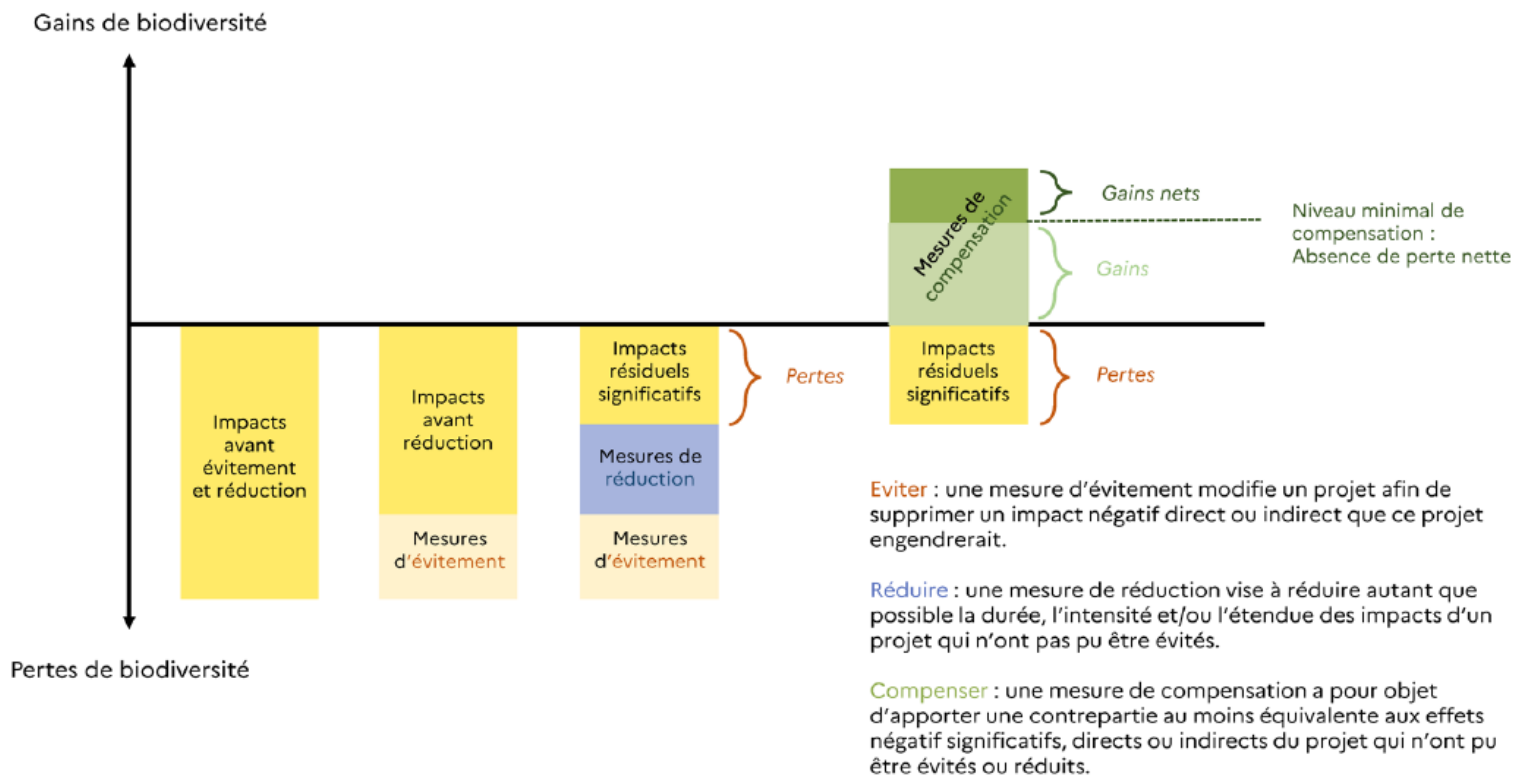 Gains de biodiversité
Mesures de
compensation
Gains nets
Niveau minimal de
compensation :
Absence de perte nette
Gains
Impacts
avant
évitement
et réduction
Impacts
avant
réduction
Mesures
d'évitement
Impacts
résiduels
significatifs
Pertes
Mesures de
réduction
Mesures
d'évitement
Impacts
résiduels
significatifs
Pertes
Pertes de biodiversité
Eviter : une mesure d'évitement modifie un projet afin de
supprimer un impact négatif direct ou indirect que ce projet
engendrerait.
Réduire : une mesure de réduction vise à réduire autant que
possible la durée, l'intensité et/ou l'étendue des impacts d'un
projet qui n'ont pas pu être évités.
Compenser : une mesure de compensation a pour objet
d'apporter une contrepartie au moins équivalente aux effets
négatif significatifs, directs ou indirects du projet qui n'ont pu
être évités ou réduits.